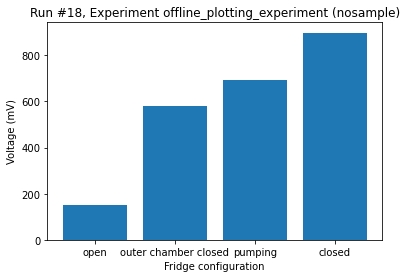 Run #18, Experiment offline_plotting_experiment (nosample)
Voltage (mV)
800
600
400
200
0
open outer chamber closed pumping closed
Fridge configuration